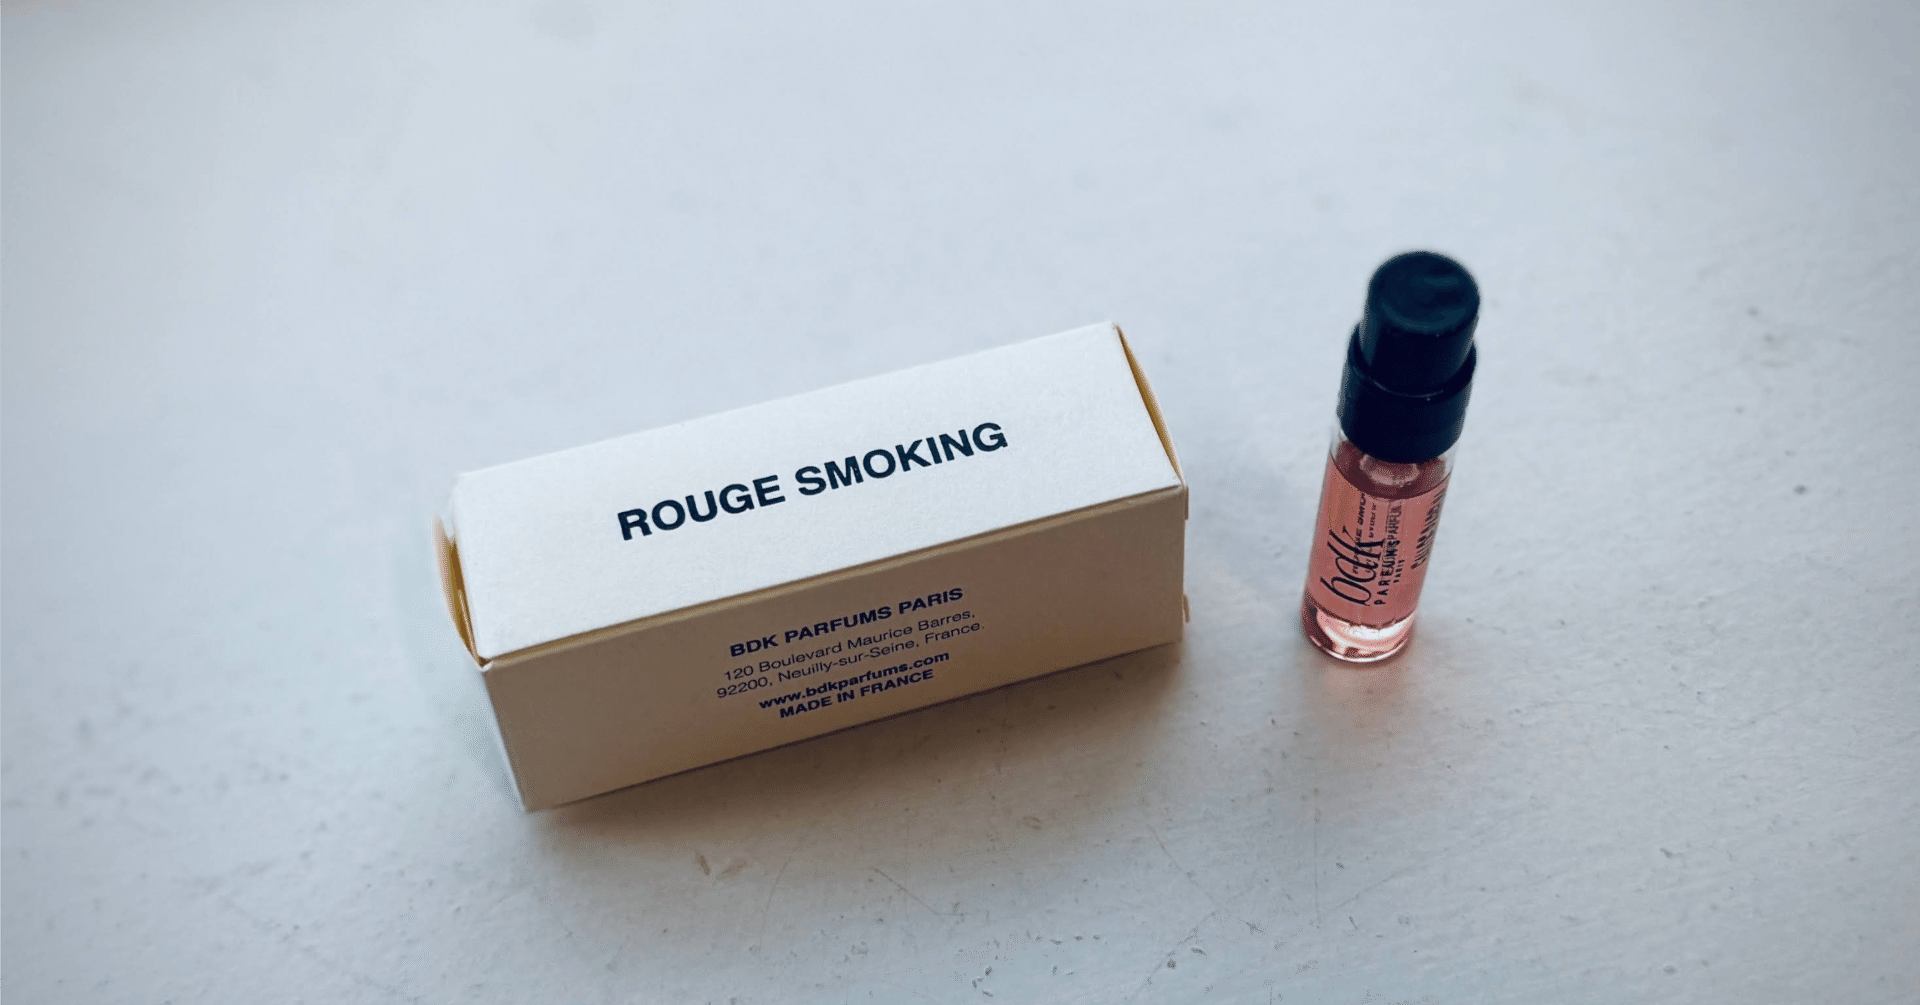 ROUGE SMOKING
BDK PARFUMS PARIS
120 Boulevard Maurice Barres,
92200, Neuilly-sur-Seine, France.
www.bdkparfums.com
MADE IN FRANCE
bdk
PARFUMS
PARIS